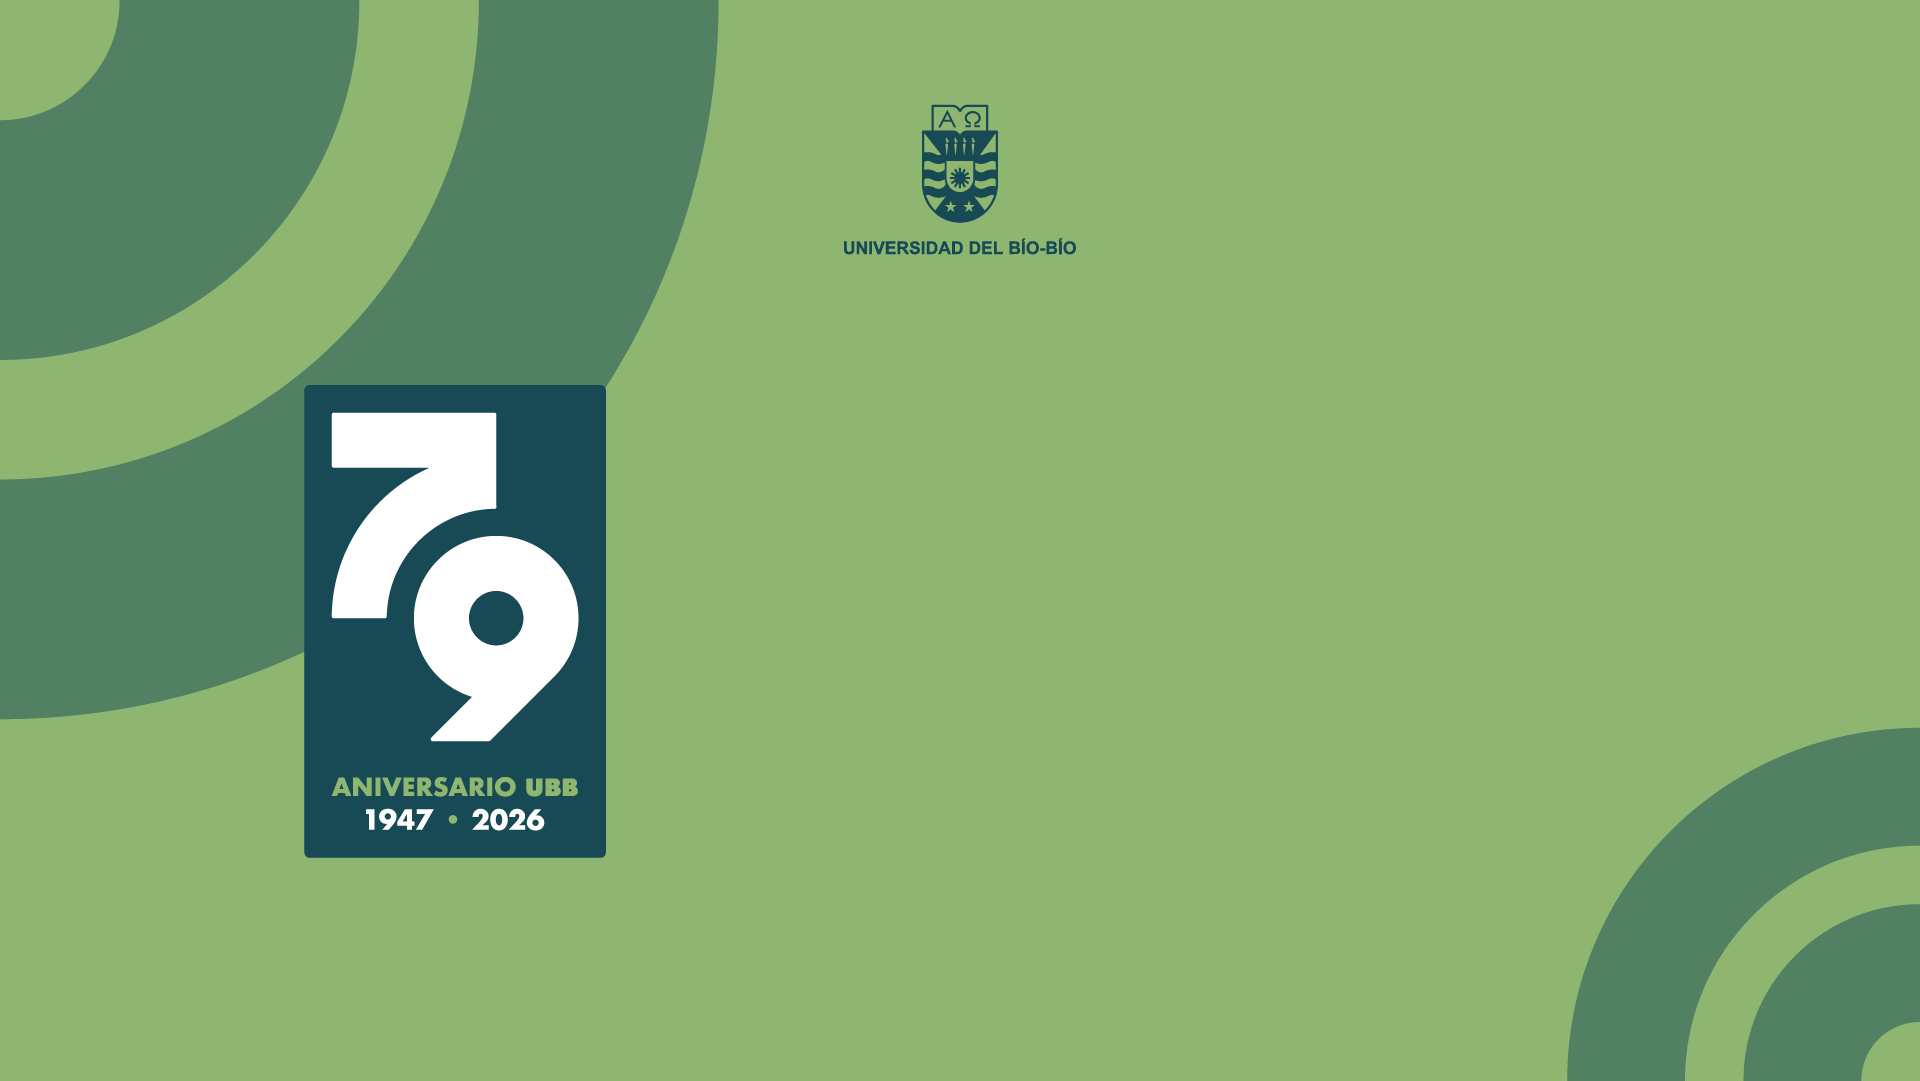 Α Ω
UNIVERSIDAD DEL BÍO-BÍO
79
ANIVERSARIO UBB
1947 • 2026